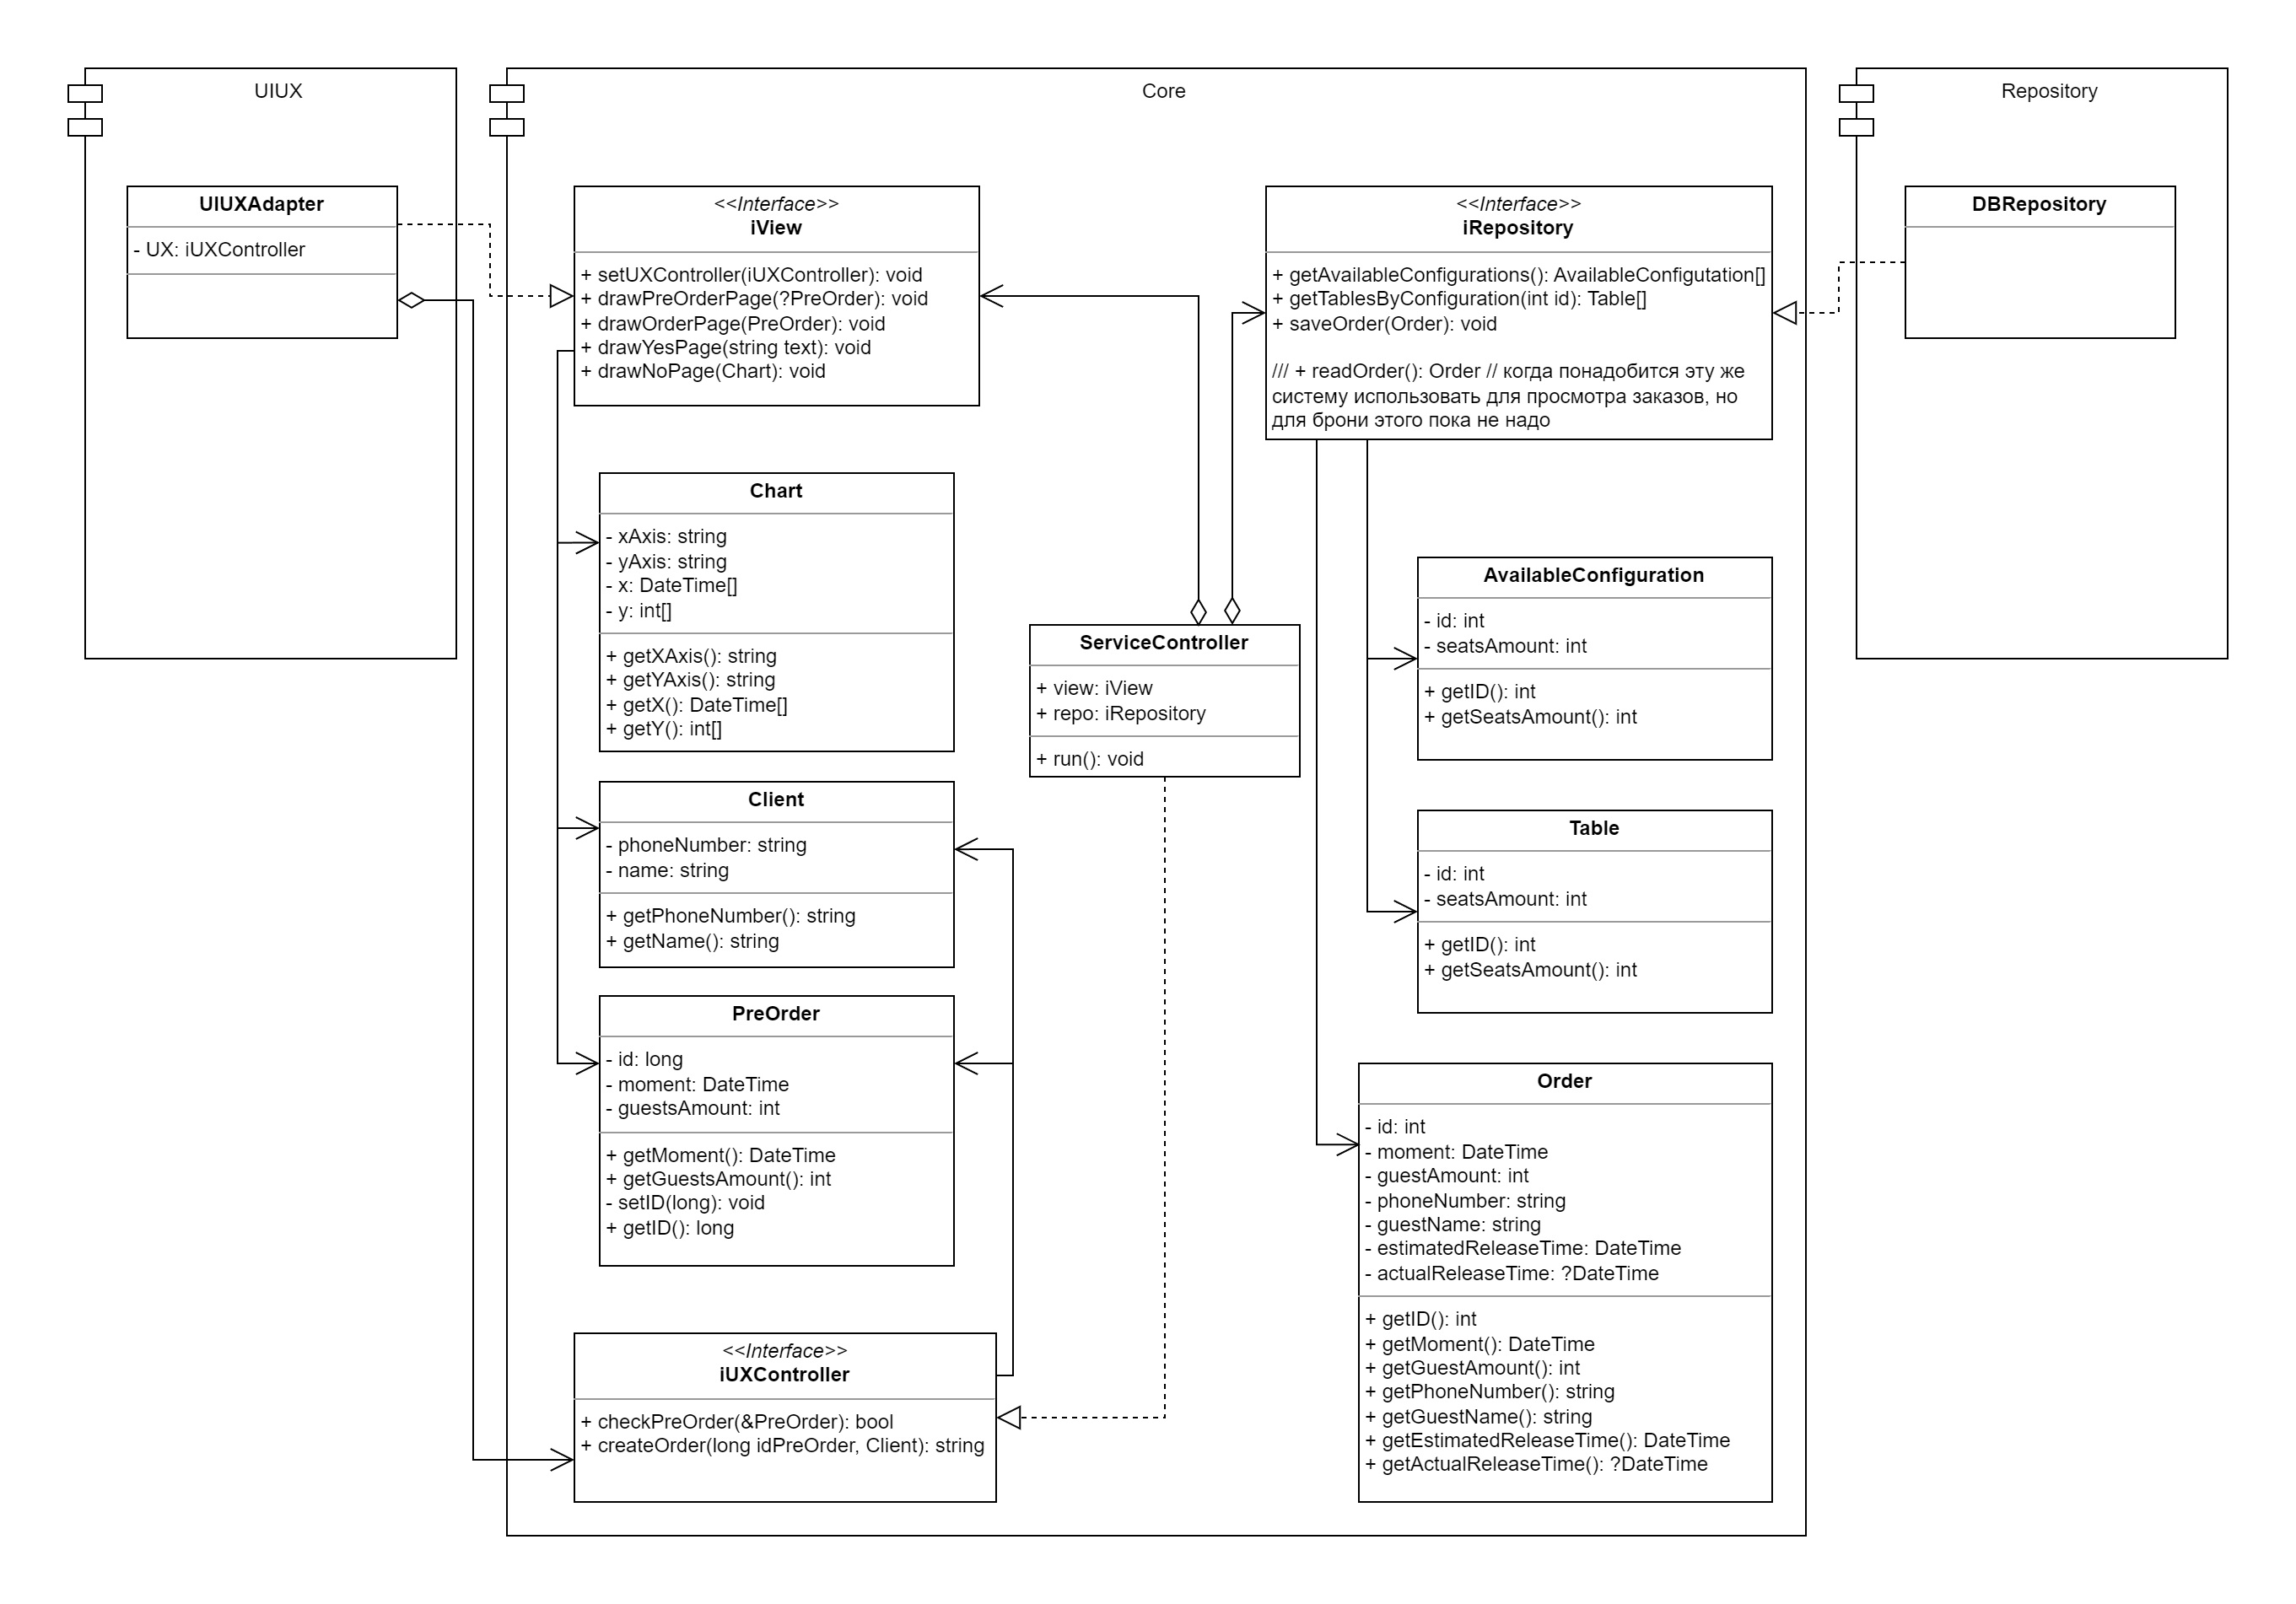 UIUX
UIUXAdapter
- UX: iUXController
Core
<<Interface>>
iView
+ setUXController(iUXController): void
+ drawPreOrderPage(?PreOrder): void
+ drawOrderPage(PreOrder): void
+ drawYesPage(string text): void
+ drawNoPage(Chart): void
Chart
- xAxis: string
- yAxis: string
- x: DateTime[]
- y: int[]
+ getXAxis(): string
+ getYAxis(): string
+ getX(): DateTime[]
+ getY(): int[]
Client
- phoneNumber: string
- name: string
+ getPhoneNumber(): string
+ getName(): string
PreOrder
- id: long
- moment: DateTime
- guestsAmount: int
+ getMoment(): DateTime
+ getGuestsAmount(): int
- setID(long): void
+ getID(): long
<<Interface>>
iUXController
+ checkPreOrder(&PreOrder): bool
+ createOrder(long idPreOrder, Client): string
ServiceController
+ view: iView
+ repo: iRepository
+ run(): void
<<Interface>>
iRepository
+ getAvailableConfigurations(): AvailableConfigutation[]
+ getTablesByConfiguration(int id): Table[]
+ saveOrder(Order): void
/// + readOrder(): Order // когда понадобится эту же
систему использовать для просмотра заказов, но
для брони этого пока не надо
AvailableConfiguration
- id: int
- seatsAmount: int
+ getID(): int
+ getSeatsAmount(): int
Table
- id: int
- seatsAmount: int
+ getID(): int
+ getSeatsAmount(): int
Order
- id: int
- moment: DateTime
- guestAmount: int
- phoneNumber: string
- guestName: string
- estimatedReleaseTime: DateTime
- actualReleaseTime: ?DateTime
+ getID(): int
+ getMoment(): DateTime
+ getGuestAmount(): int
+ getPhoneNumber(): string
+ getGuestName(): string
+ getEstimatedReleaseTime(): DateTime
+ getActualReleaseTime(): ?DateTime
Repository
DBRepository